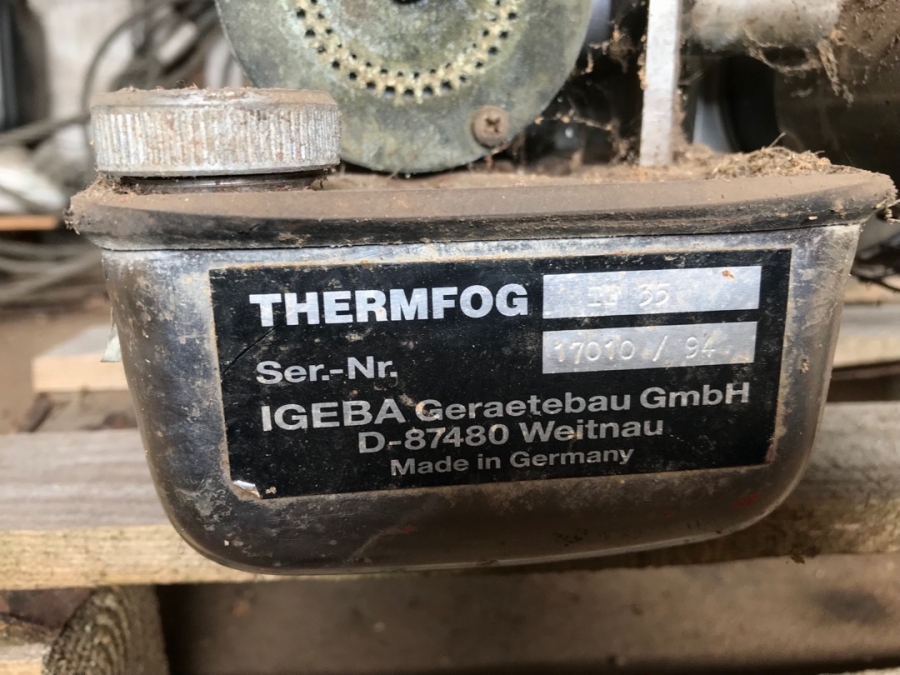 THERMFOG 35
Ser.-Nr. 17010 / 94
IGEBA Geraetebau GmbH
D-87480 Weitnau
Made in Germany